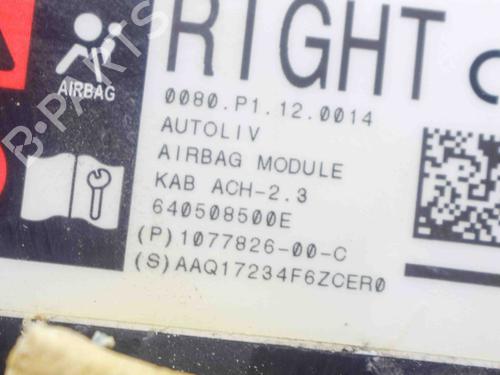 RIGHT
AIRBAG
0080.P1.12.0014
AUTOLIV
AIRBAG MODULE
KAB ACH-2.3
640508500E
(P)1077826-00-C
(S)AAQ17234F6ZCER0
B-PARTS